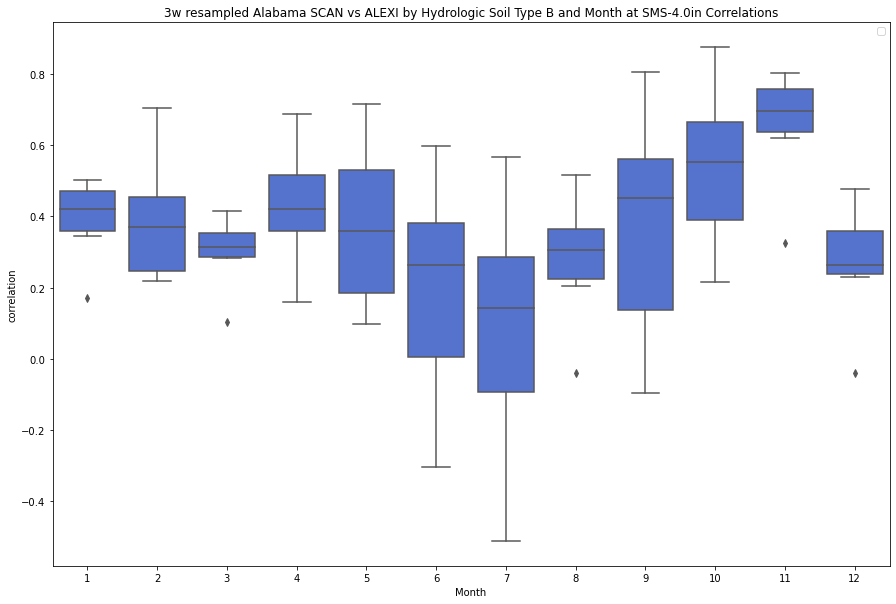 3w resampled Alabama SCAN vs ALEXI by Hydrologic Soil Type B and Month at SMS-4.0in Correlations
0.8
0.6
0.4
0.2
0.0
−0.2
−0.4
correlation
1 2 3 4 5 6 7 8 9 10 11 12
Month